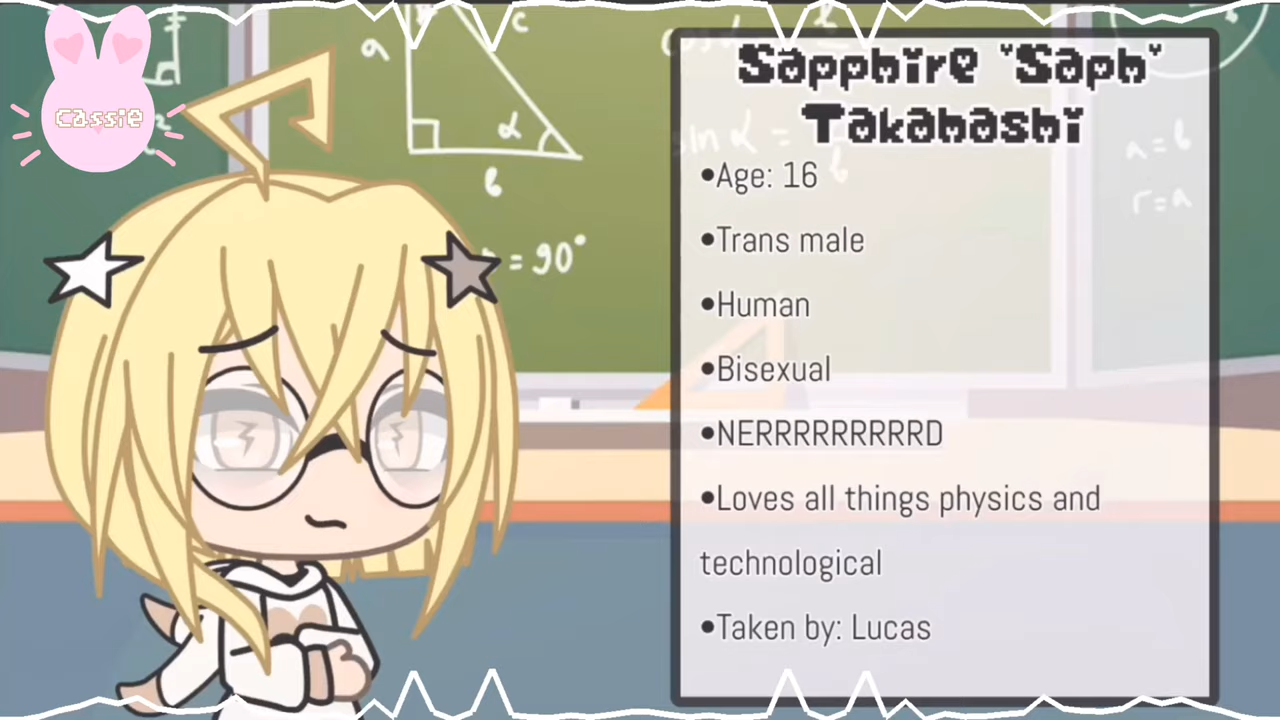 Cassie
a
c
α
b
= 90°
Sapphire "Saph"
Takahashi
•Age: 16
•Trans male
•Human
•Bisexual
•NERRRRRRRRRD
•Loves all things physics and
technological
•Taken by: Lucas
a=b
r=a